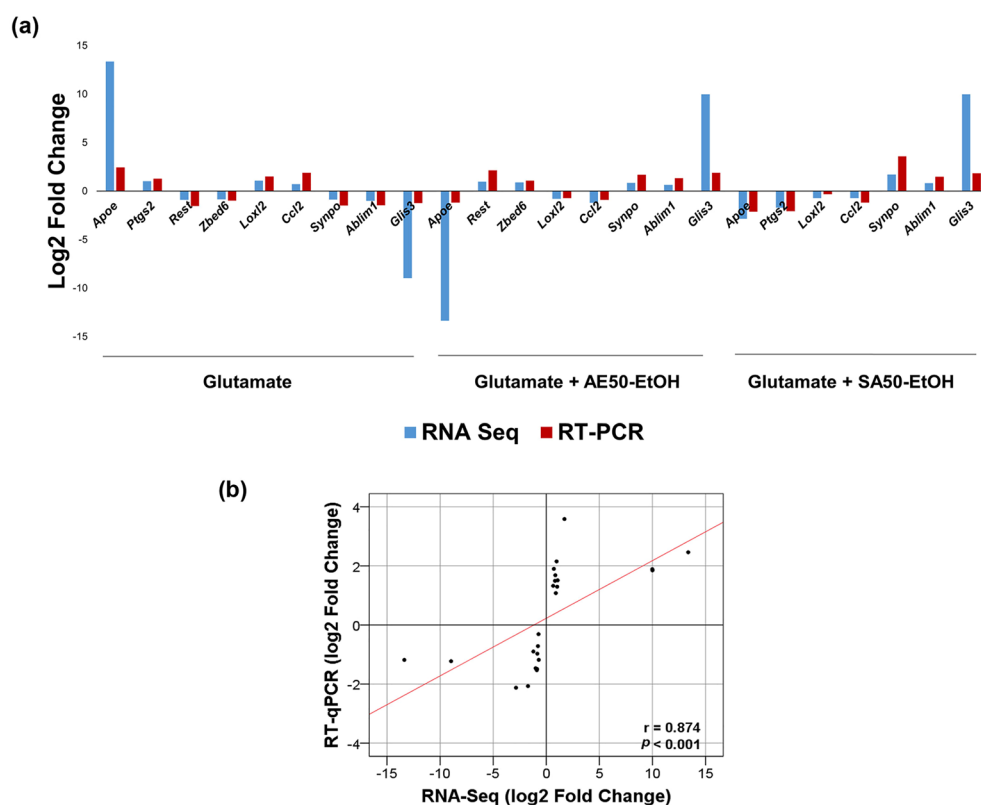 (a)
Log2 Fold Change
15
10
5
0
-5
-10
-15
Apoe Ptgs2 Rest Zbed6 Loxl2 Ccl2 Synpo Ablim1 Glis3 Apoe Rest Zbed6 Loxl2 Ccl2 Synpo Ablim1 Glis3 Apoe Ptgs2 Loxl2 Ccl2 Synpo Ablim1 Glis3
Glutamate
Glutamate + AE50-EtOH
Glutamate + SA50-EtOH
RNA Seq RT-PCR
(b)
RT-qPCR (log2 Fold Change)
4
2
0
-2
-4
r = 0.874
p < 0.001
-15 -10 -5 0 5 10 15
RNA-Seq (log2 Fold Change)